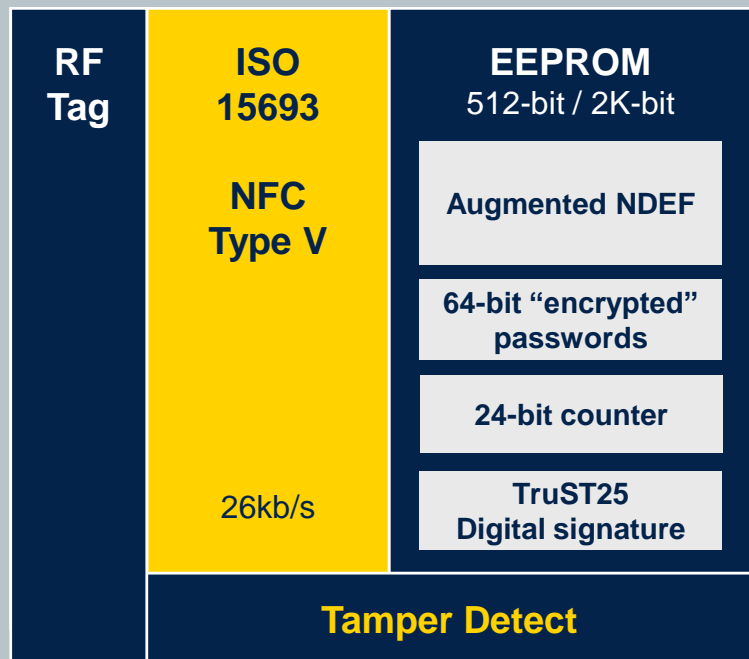 RF
Tag
ISO
15693
NFC
Type V
26kb/s
EEPROM
512-bit / 2K-bit
Augmented NDEF
64-bit “encrypted”
passwords
24-bit counter
TruST25
Digital signature
Tamper Detect